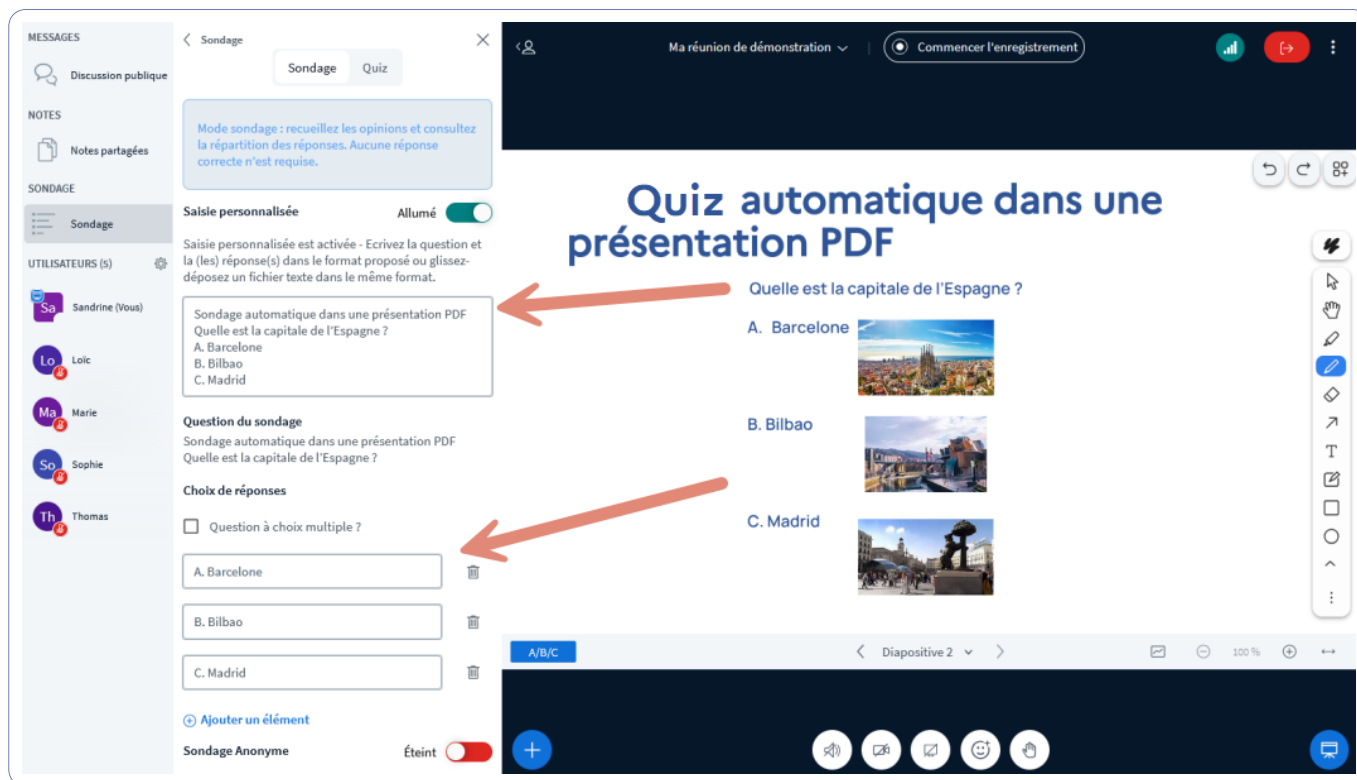 MESSAGES
Discussion publique
NOTES
Notes partagées
SONDAGE
Sondage
UTILISATEURS (5)
Sa
Sandrine (Vous)
Lo
Loïc
Ma
Marie
So
Sophie
Th
Thomas
Sondage
Sondage
Quiz
Mode sondage : recueillez les opinions et consultez
la répartition des réponses. Aucune réponse
correcte n'est requise.
Saisie personnalisée
Allumé
Saisie personnalisée est activée - Ecrivez la question et
la (les) réponse(s) dans le format proposé ou glissez-
déposez un fichier texte dans le même format.
Sondage automatique dans une présentation PDF
Quelle est la capitale de l'Espagne ?
A. Barcelone
B. Bilbao
C. Madrid
Question du sondage
Sondage automatique dans une présentation PDF
Quelle est la capitale de l'Espagne ?
Choix de réponses
Question à choix multiple ?
A. Barcelone
B. Bilbao
C. Madrid
Ajouter un élément
Sondage Anonyme
Éteint
Ma réunion de démonstration
Commencer l'enregistrement
Quiz automatique dans une
présentation PDF
Quelle est la capitale de l'Espagne ?
A. Barcelone
B. Bilbao
C. Madrid
T
A/B/C
Diapositive 2
100 %